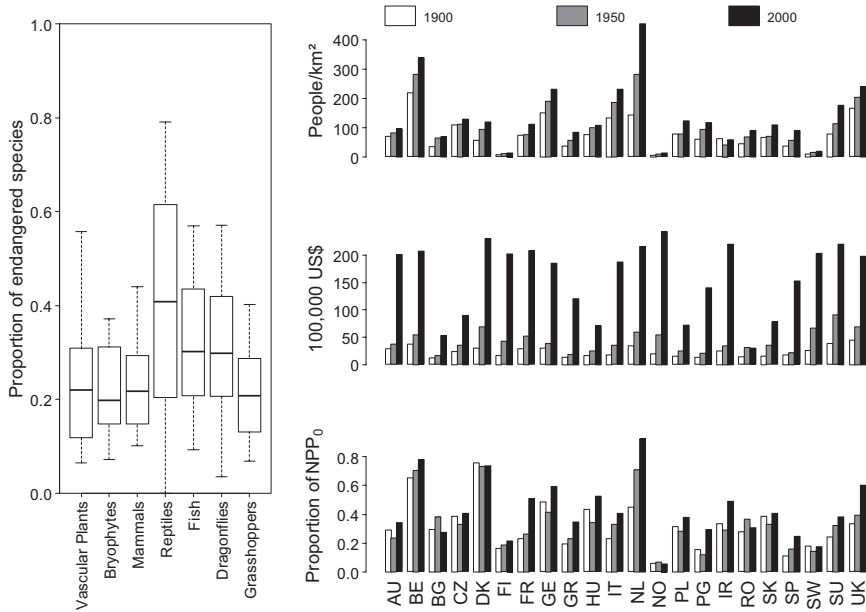 Proportion of endangered species
1.0
0.8
0.6
0.4
0.2
0.0
Vascular Plants
Bryophytes
Mammals
Reptiles
Fish
Dragonflies
Grasshoppers
1900 1950 2000
People/km²
400
300
200
100
0
100,000 US$
200
150
100
50
0
Proportion of NPP₀
0.8
0.6
0.4
0.2
0.0
AU BE BG CZ DK FI FR GE GR HU IT NL NO PL PG IR RO SK SP SW SU UK